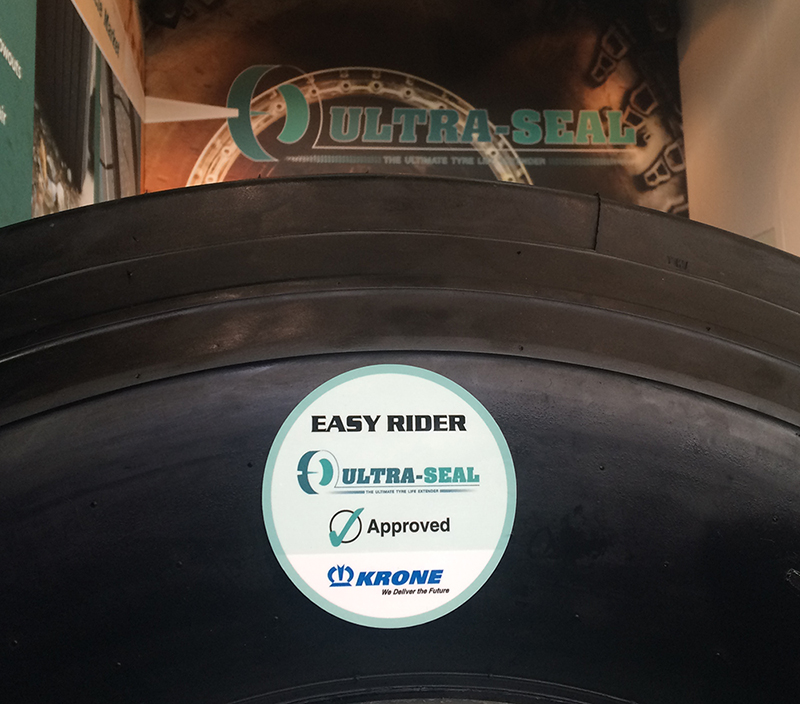 ULTRA-SEAL
THE ULTIMATE TYRE LIFE EXTENDER
EASY RIDER
ULTRA-SEAL
THE ULTIMATE TYRE LIFE EXTENDER
Approved
KRONE
We Deliver the Future